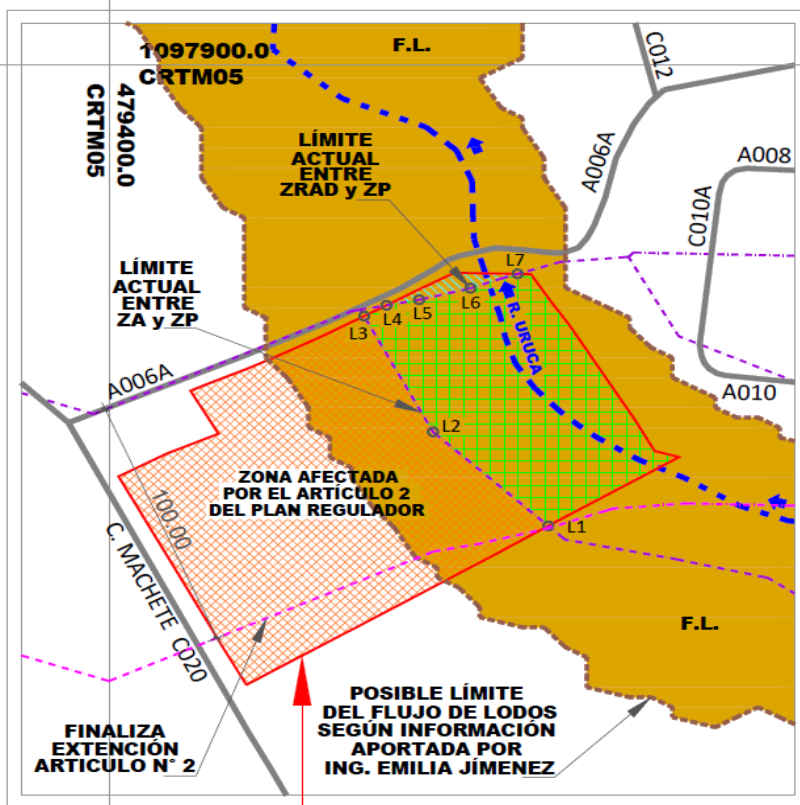 1097900.0
CRTM05
F.L.
C012
479400.0
CRTM05
LÍMITE
ACTUAL
ENTRE
ZRAD y ZP
A006A
A008
C010A
LÍMITE
ACTUAL
ENTRE
ZA y ZP
L7
L6
L5
L4
L3
R. URUCA
A006A
A010
L2
ZONA AFECTADA
POR EL ARTÍCULO 2
DEL PLAN REGULADOR
100.00
L1
C. MACHETE C020
F.L.
POSIBLE LÍMITE
DEL FLUJO DE LODOS
SEGÚN INFORMACIÓN
APORTADA POR
ING. EMILIA JÍMENEZ
FINALIZA
EXTENCIÓN
ARTICULO N° 2